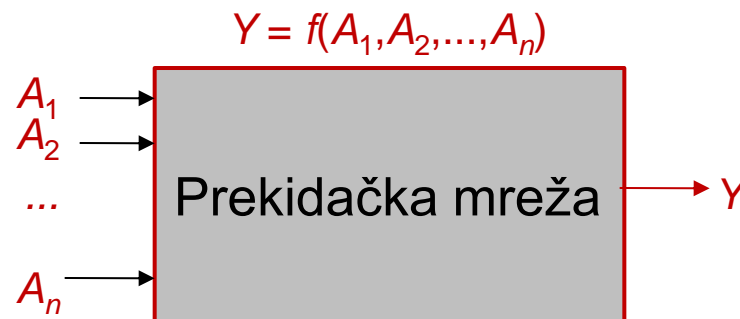 Y = f(A₁,A₂,...,Aₙ)
A₁
A₂
...
Aₙ
Prekidačka mreža
Y